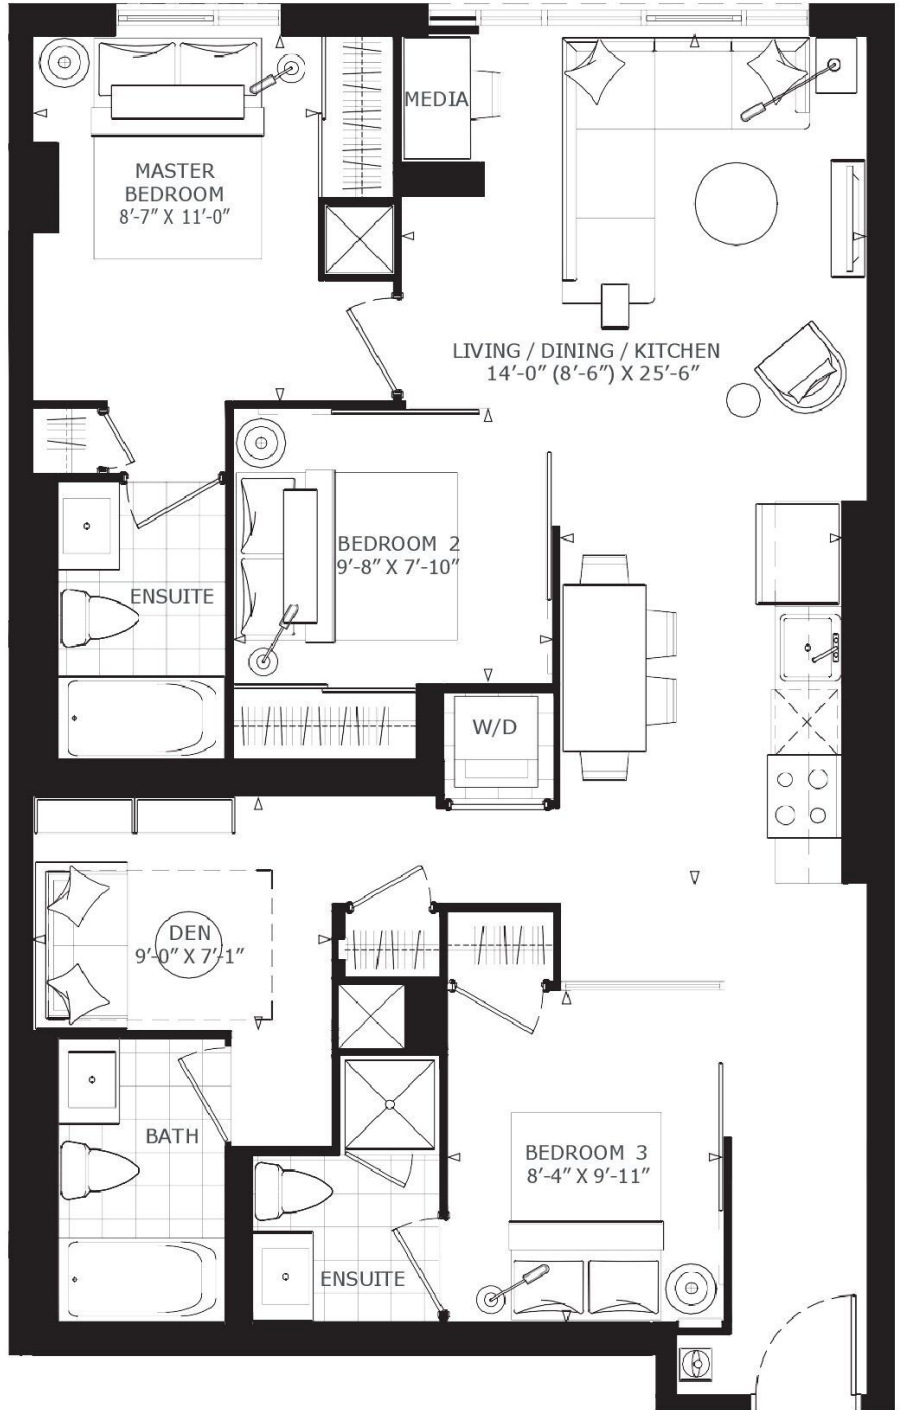 MEDIA
MASTER
BEDROOM
8'-7" X 11'-0"
LIVING / DINING / KITCHEN
14'-0" (8'-6") X 25'-6"
BEDROOM 2
9'-8" X 7'-10"
ENSUITE
W/D
DEN
9'-0" X 7'-1"
BATH
BEDROOM 3
8'-4" X 9'-11"
ENSUITE